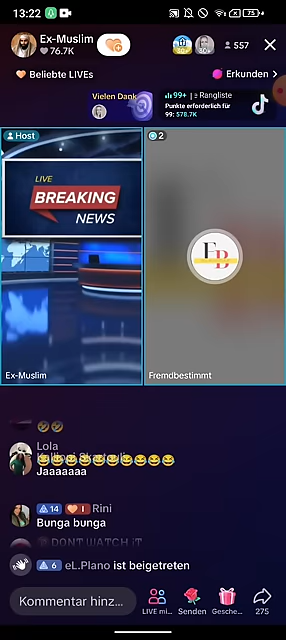 13:22
75
Ex-Muslim
76.7K
557
Beliebte LIVEs
Erkunden >
Vielen Dank
99+ | Rangliste
Punkte erforderlich für
99: 578.7K
Host
2
LIVE
BREAKING
NEWS
FB
Ex-Muslim
Fremdbestimmt
🤣🤣
Lola
😂😂😂😂😂😂😂😂😂😂
Jaaaaaaa
14
1
Rini
Bunga bunga
DONT WATCH iT
6
eL.Plano ist beigetreten
Kommentar hinz...
LIVE mi...
Senden
Gesche...
275